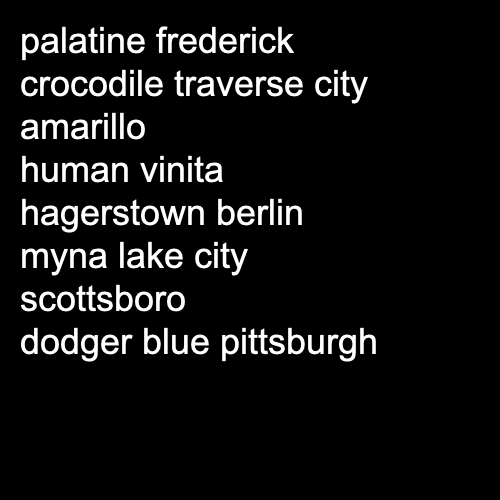 palatine frederick
crocodile traverse city
amarillo
human vinita
hagerstown berlin
myna lake city
scottsboro
dodger blue pittsburgh